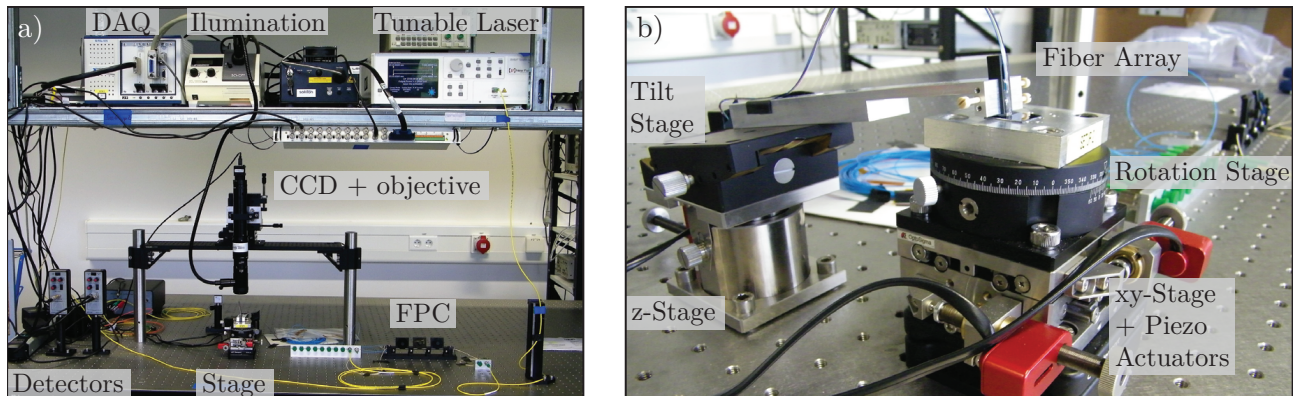 a)
DAQ
Ilumination
Tunable Laser
CCD + objective
FPC
Detectors
Stage
b)
Fiber Array
Tilt
Stage
Rotation Stage
z-Stage
xy-Stage
+ Piezo
Actuators